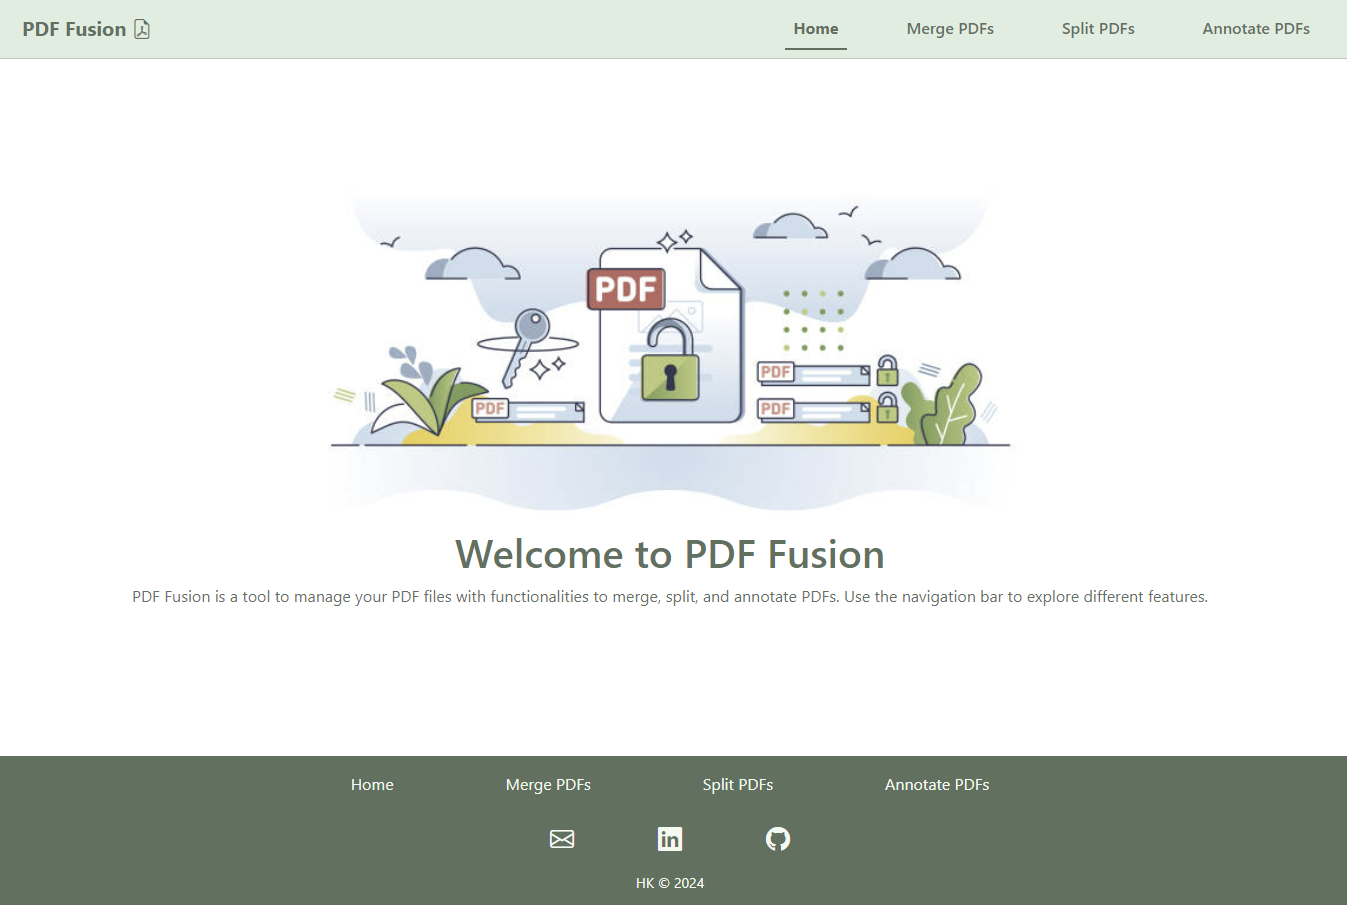 PDF Fusion
Home Merge PDFs Split PDFs Annotate PDFs
PDF
PDF
PDF
PDF
Welcome to PDF Fusion
PDF Fusion is a tool to manage your PDF files with functionalities to merge, split, and annotate PDFs. Use the navigation bar to explore different features.
Home Merge PDFs Split PDFs Annotate PDFs
in
HK © 2024